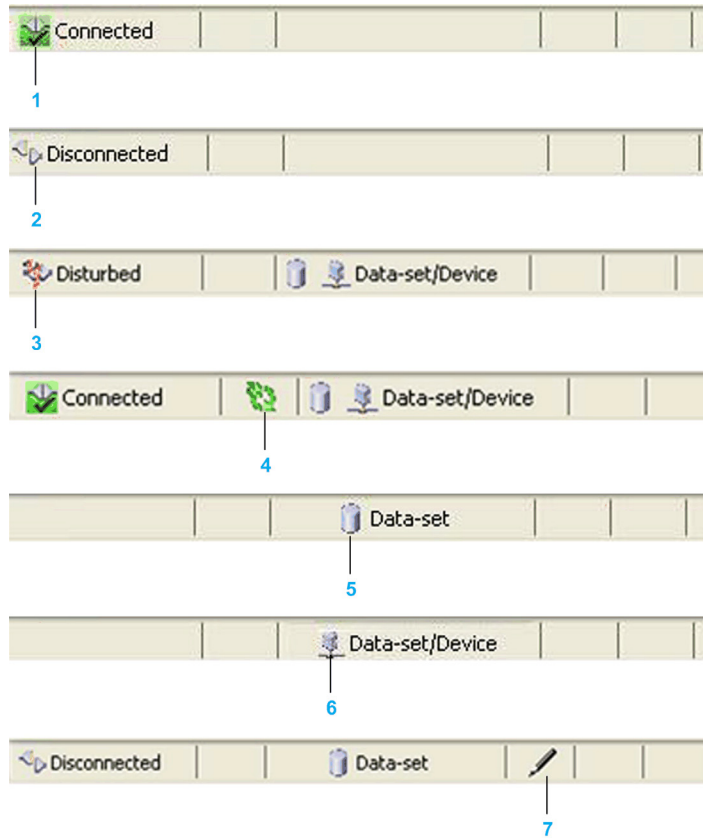 Connected
1
Disconnected
2
Disturbed Data-set/Device
3
Connected Data-set/Device
4
Data-set
5
Data-set/Device
6
Disconnected Data-set
7